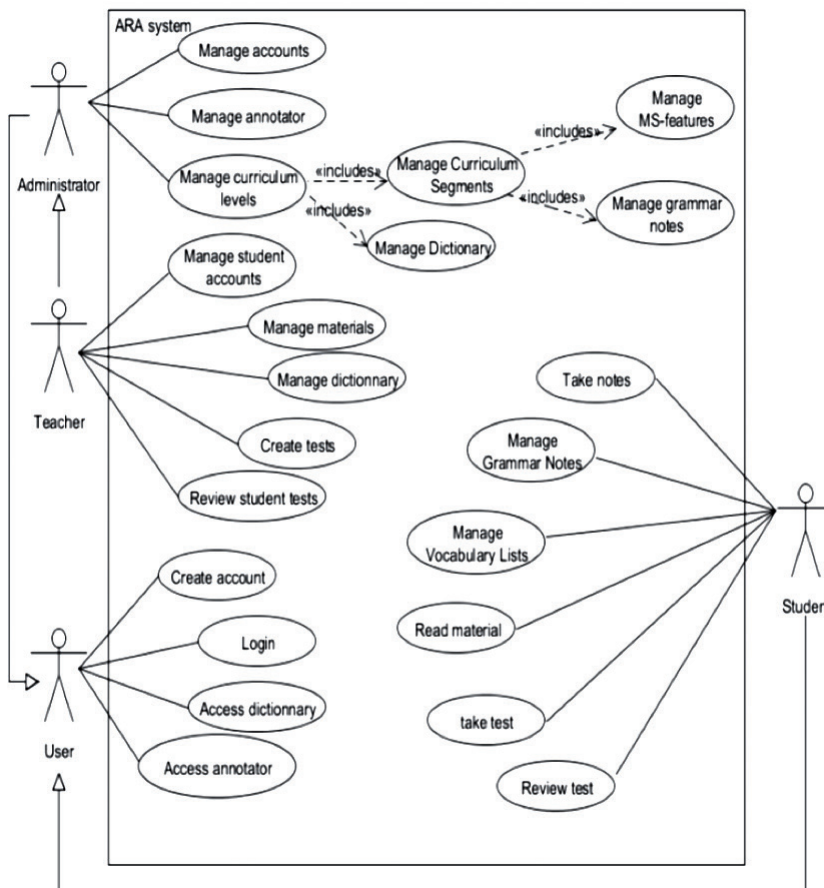 ARA system
Manage accounts
Administrator
Manage annotator
Manage curriculum
levels
«includes»
«includes»
Manage Curriculum
Segments
«includes»
«includes»
Manage
MS-features
Manage grammar
notes
Manage Dictionary
Manage student
accounts
Manage materials
Manage dictionnary
Teacher
Create tests
Review student tests
Take notes
Manage
Grammar Notes
Manage
Vocabulary Lists
Read material
take test
Review test
Studen
Create account
Login
Access dictionnary
Access annotator
User